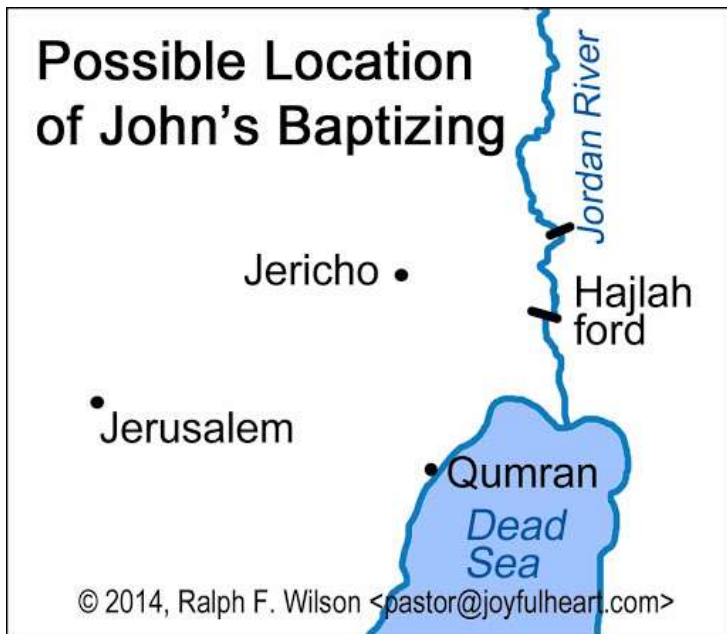 Possible Location
of John's Baptizing
Jordan River
Jericho
Hajlah
ford
Jerusalem
Qumran
Dead
Sea
© 2014, Ralph F. Wilson <pastor@joyfulheart.com>